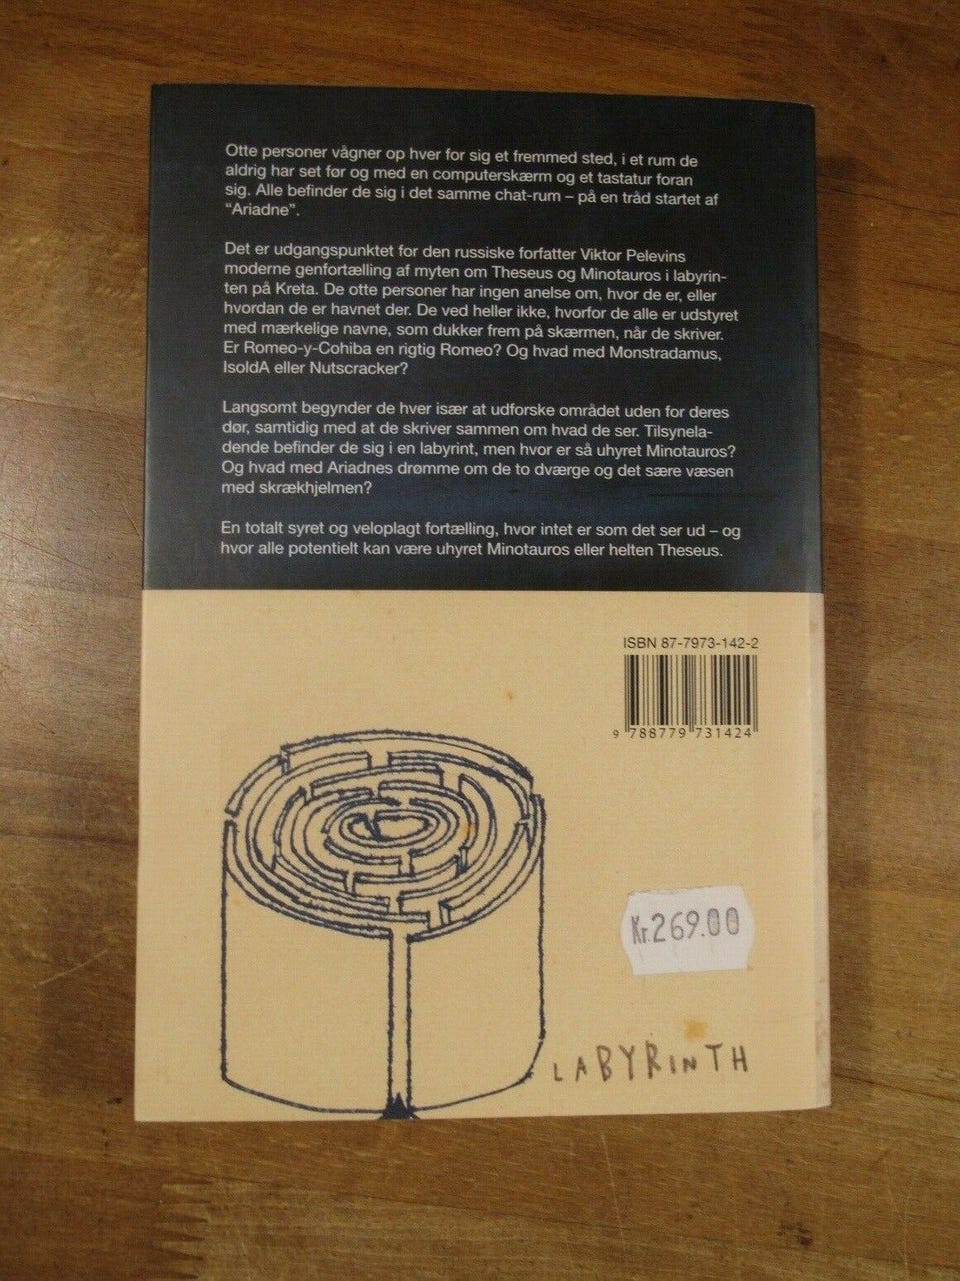 Otte personer vågner op hver for sig et fremmed sted, i et rum de
aldrig har set før og med en computerskærm og et tastatur foran
sig. Alle befinder de sig i det samme chat-rum – på en tråd startet af
“Ariadne”.
Det er udgangspunktet for den russiske forfatter Viktor Pelevins
moderne genfortælling af myten om Theseus og Minotauros i labyrin-
ten på Kreta. De otte personer har ingen anelse om, hvor de er, eller
hvordan de er havnet der. De ved heller ikke, hvorfor de alle er udstyret
med mærkelige navne, som dukker frem på skærmen, når de skriver.
Er Romeo-y-Cohiba en rigtig Romeo? Og hvad med Monstradamus,
IsoldA eller Nutscracker?
Langsomt begynder de hver især at udforske området uden for deres
dør, samtidig med at de skriver sammen om hvad de ser. Tilsynela-
dende befinder de sig i en labyrint, men hvor er så uhyret Minotauros?
Og hvad med Ariadnes drømme om de to dværge og det sære væsen
med skrækhjelmen?
En totalt syret og veloplagt fortælling, hvor intet er som det ser ud – og
hvor alle potentielt kan være uhyret Minotauros eller helten Theseus.
ISBN 87-7973-142-2
9 788779 731424
Kr.269.00
LABYRinTH